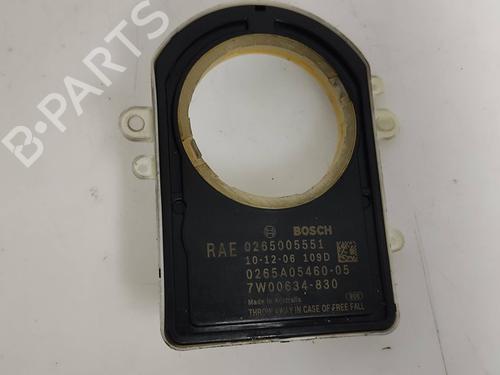 B-PARTS
BOSCH
RAE 0265005551
10-12-06 109D
0265A05460-05
7W00634-830
Made in Australia
THROW AWAY IN CASE OF FREE FALL